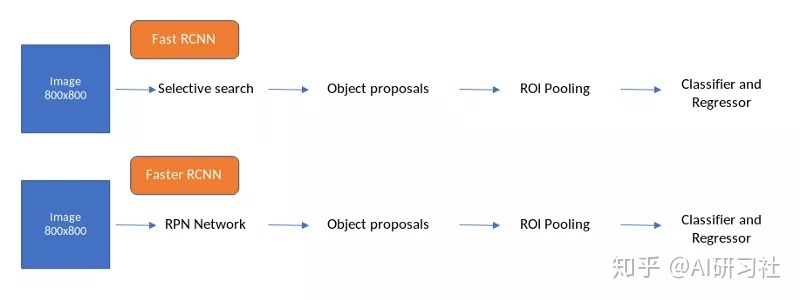 Fast RCNN
Image
800x800
Selective search
Object proposals
ROI Pooling
Classifier and
Regressor
Faster RCNN
Image
800x800
RPN Network
Object proposals
ROI Pooling
Classifier and
Regressor
知乎 @AI研习社